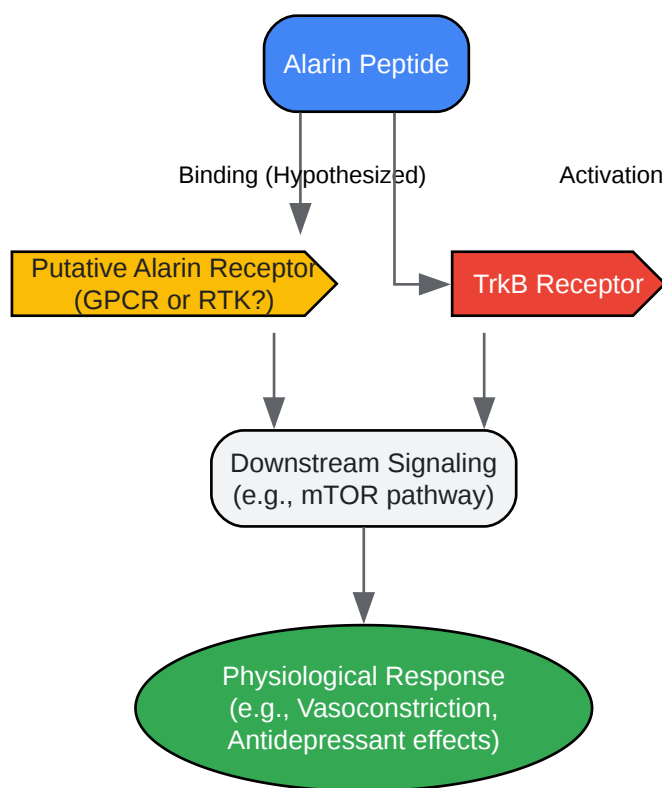 Alarin Peptide
Binding (Hypothesized)
Activation
Putative Alarin Receptor
(GPCR or RTK?)
TrkB Receptor
Downstream Signaling
(e.g., mTOR pathway)
Physiological Response
(e.g., Vasoconstriction,
Antidepressant effects)